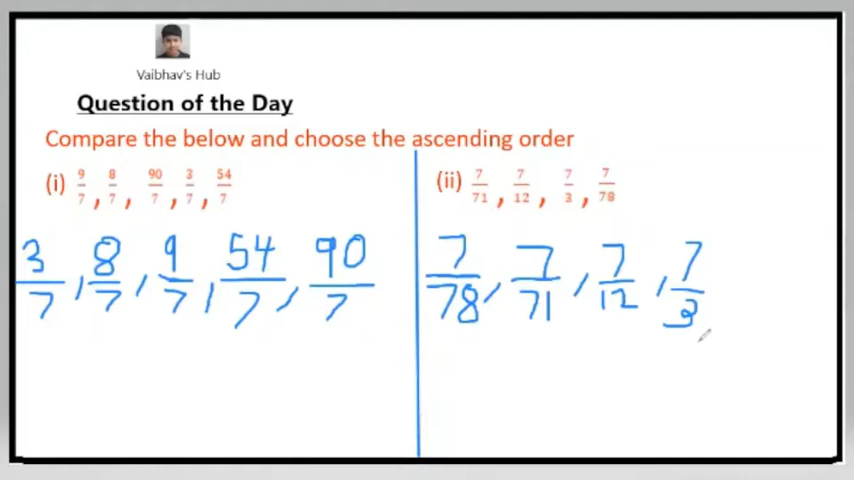 Vaibhav's Hub
Question of the Day
Compare the below and choose the ascending order
(i) 9/7, 8/7, 90/7, 3/7, 54/7
(ii) 7/71, 7/12, 7/3, 7/78
3/7, 8/7, 9/7, 54/7, 90/7
7/78, 7/71, 7/12, 7/3